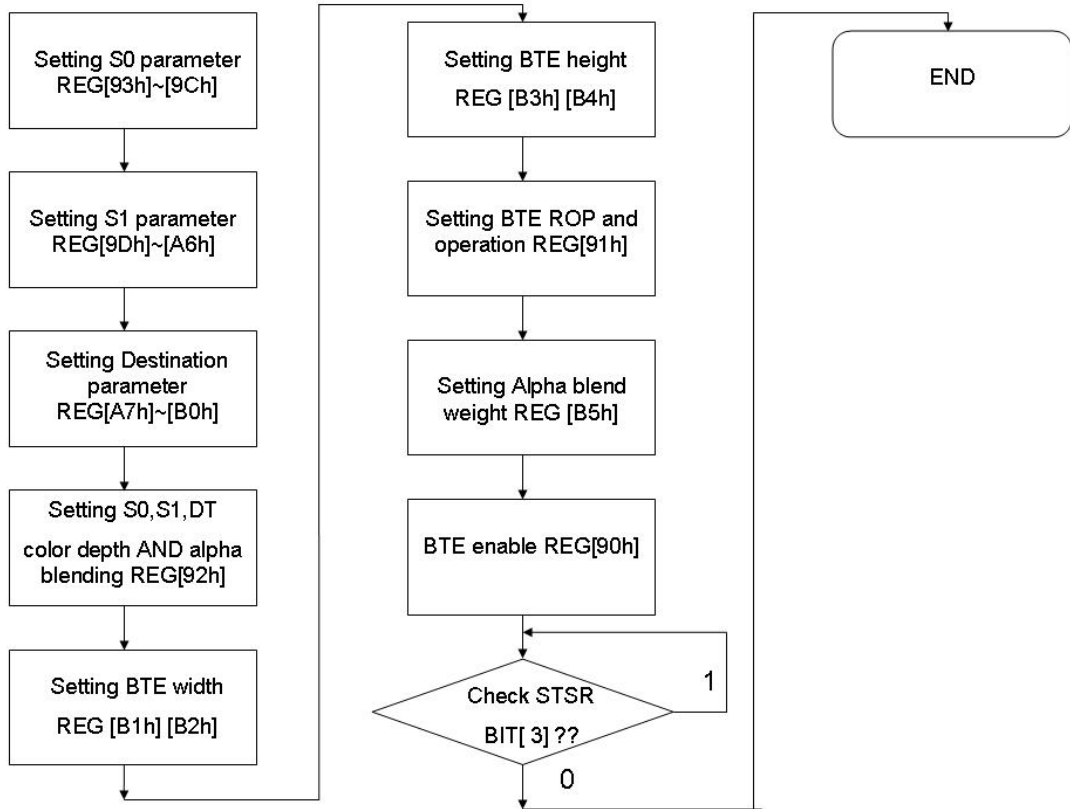 Setting S0 parameter
REG[93h]~[9Ch]
Setting S1 parameter
REG[9Dh]~[A6h]
Setting Destination
parameter
REG[A7h]~[B0h]
Setting S0,S1,DT
color depth AND alpha
blending REG[92h]
Setting BTE width
REG [B1h] [B2h]
Setting BTE height
REG [B3h] [B4h]
Setting BTE ROP and
operation REG[91h]
Setting Alpha blend
weight REG [B5h]
BTE enable REG[90h]
Check STSR
BIT[ 3] ??
1
0
END